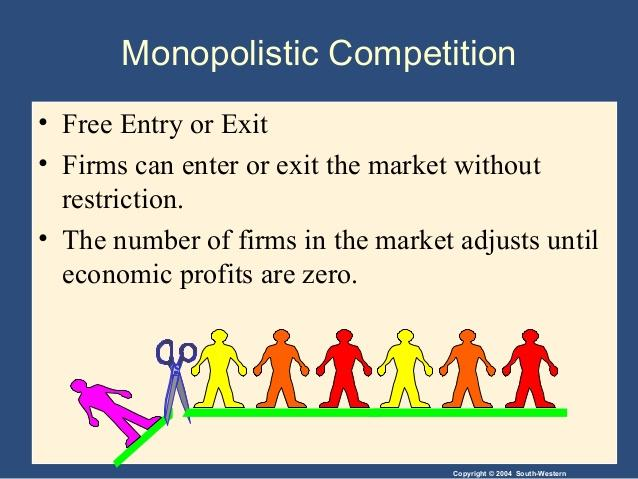 Monopolistic Competition
• Free Entry or Exit
• Firms can enter or exit the market without
restriction.
• The number of firms in the market adjusts until
economic profits are zero.
Copyright © 2004 South-Western